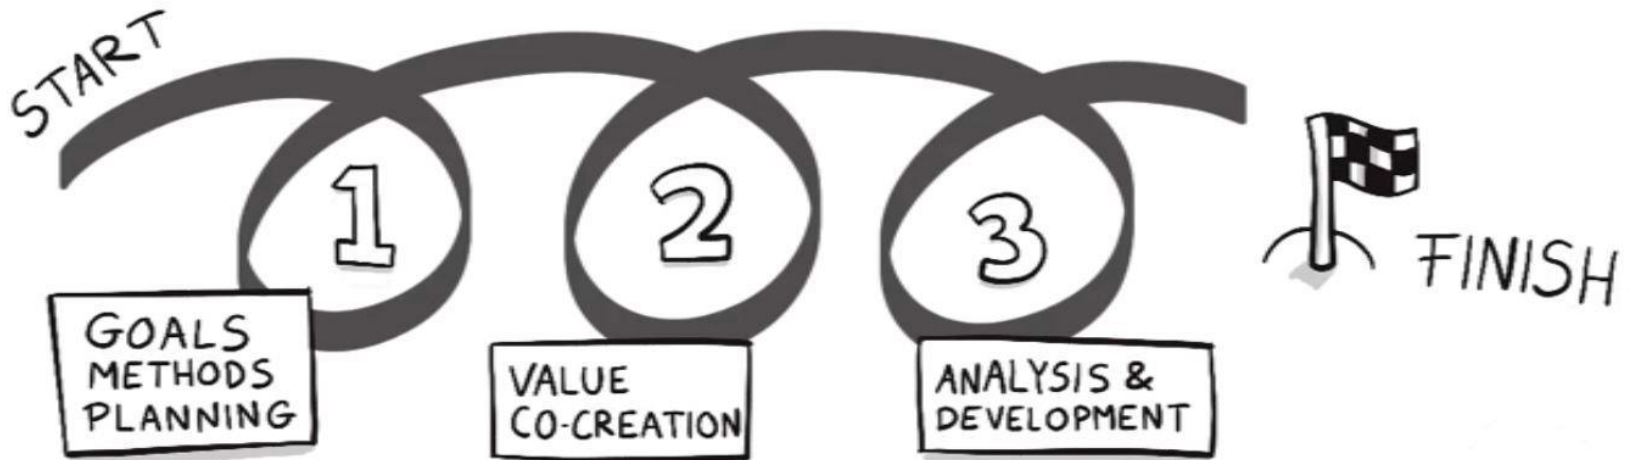 START
1
2
3
FINISH
GOALS
METHODS
PLANNING
VALUE
CO-CREATION
ANALYSIS &
DEVELOPMENT